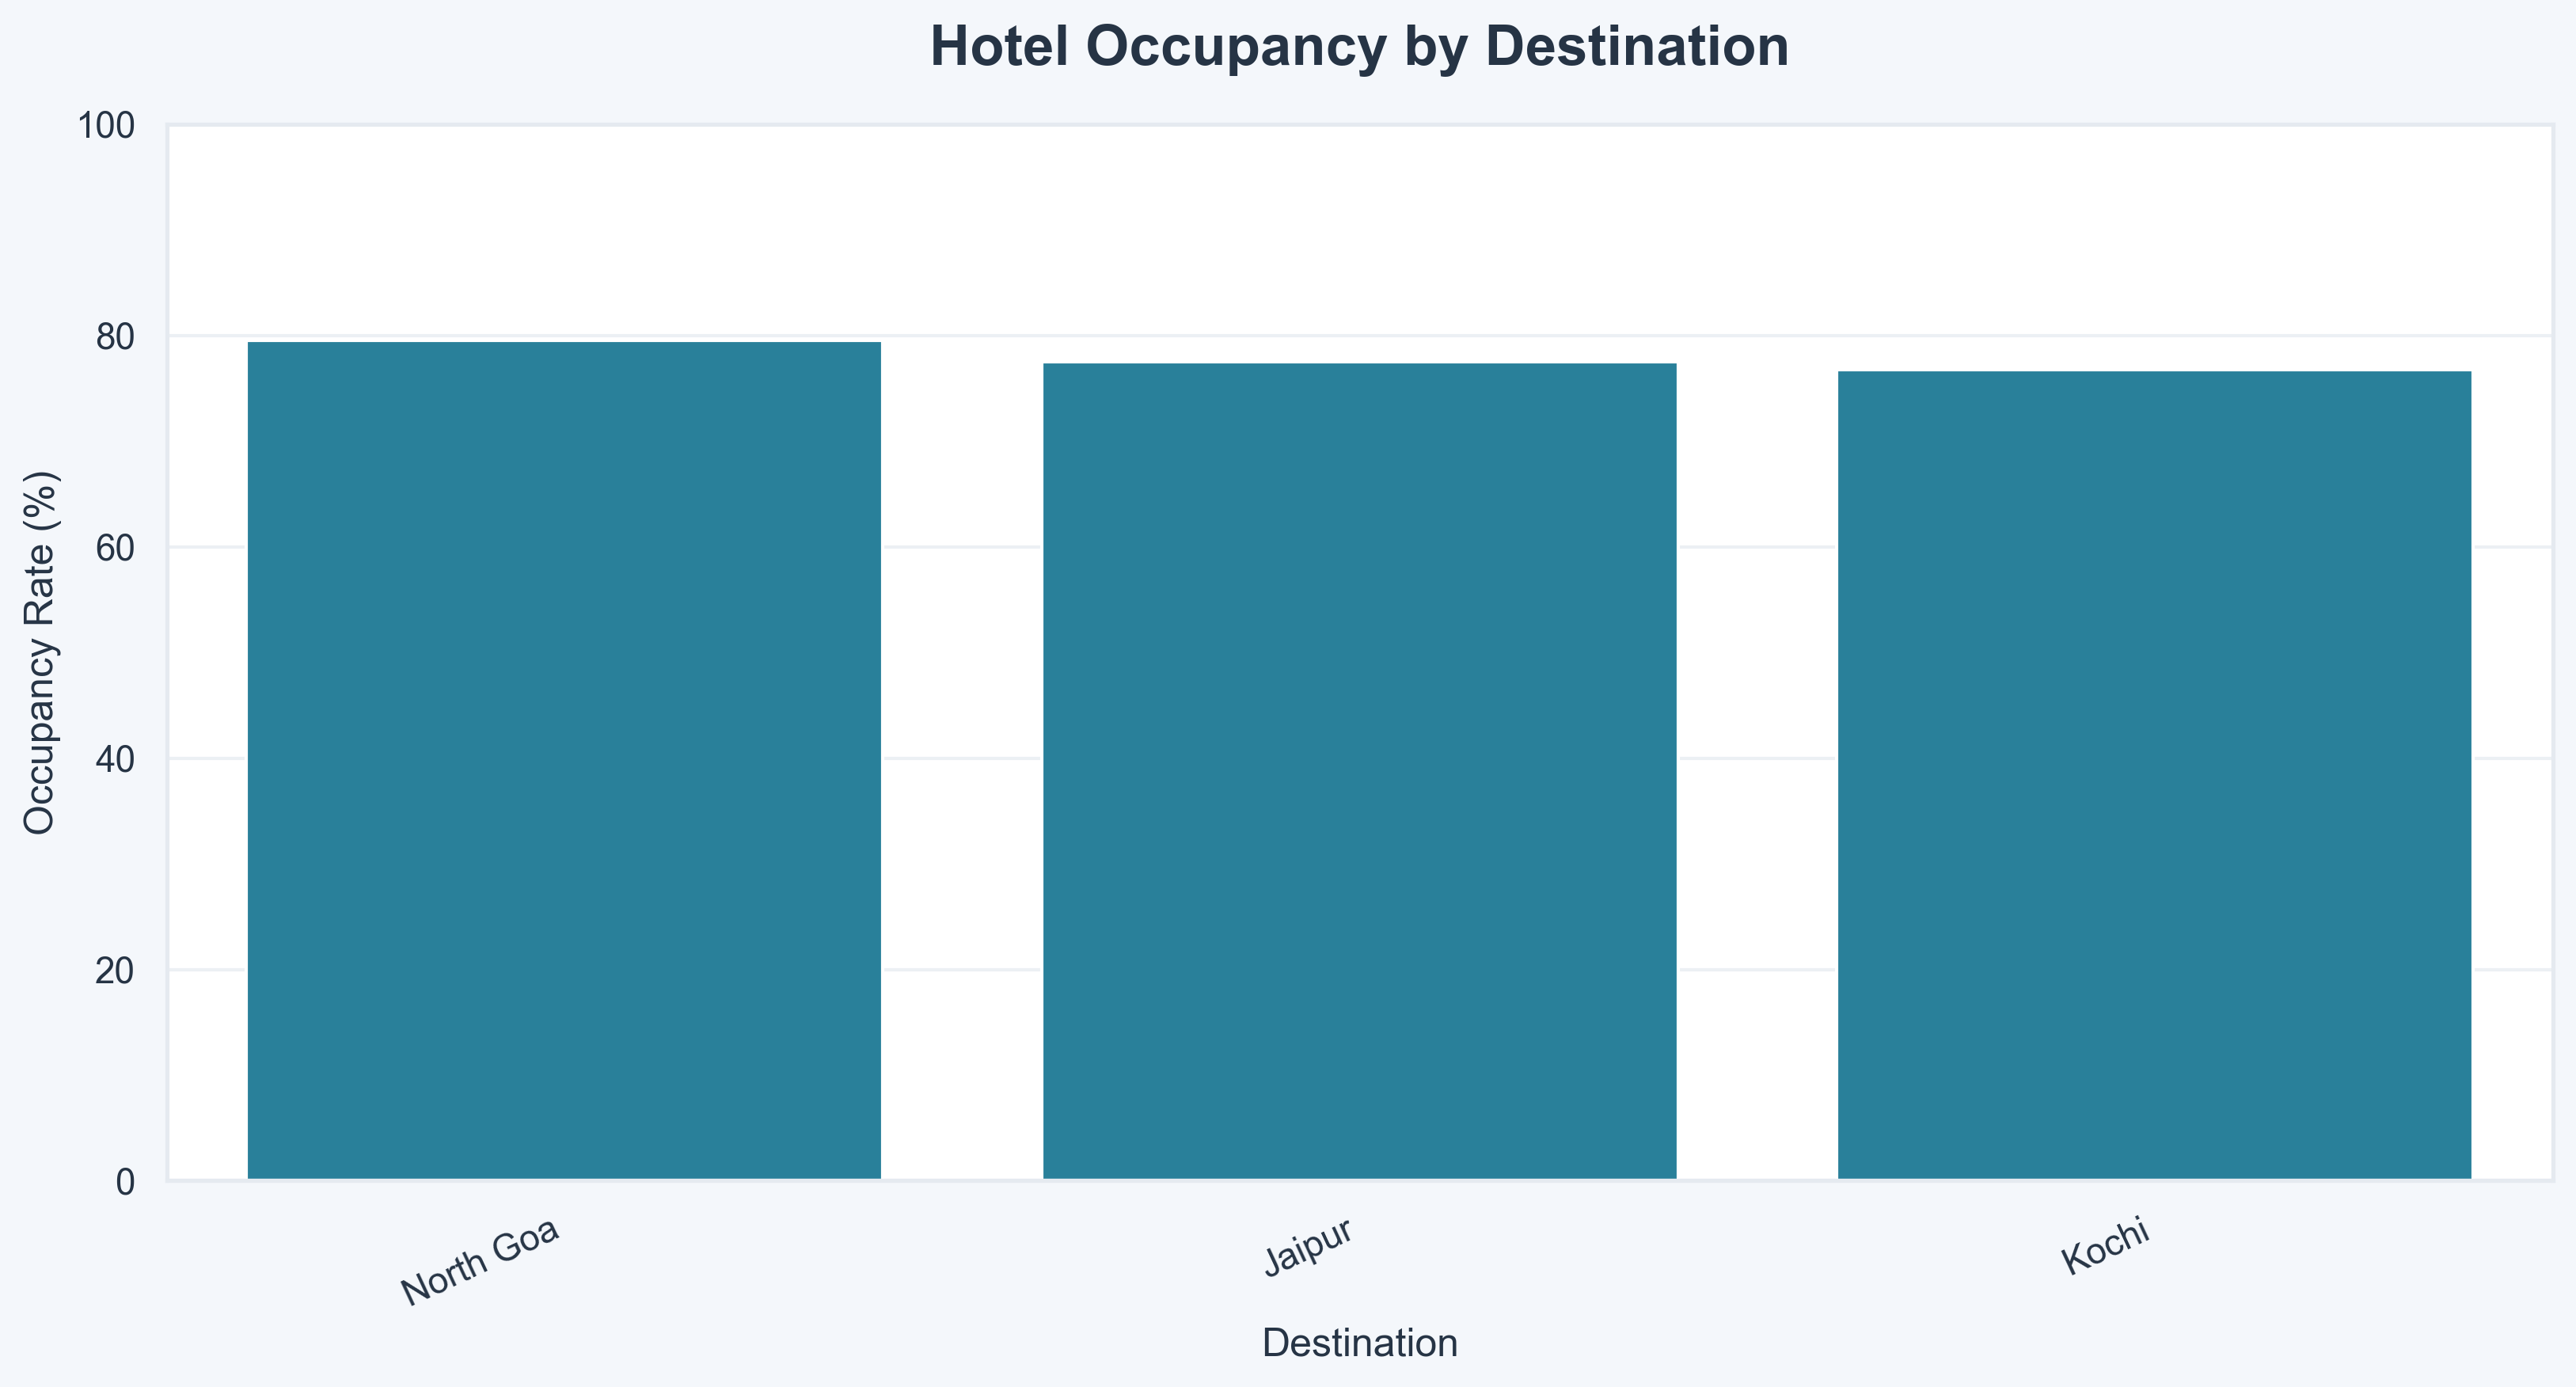 Hotel Occupancy by Destination
100
80
60
40
20
0
Occupancy Rate (%)
North Goa
Jaipur
Kochi
Destination